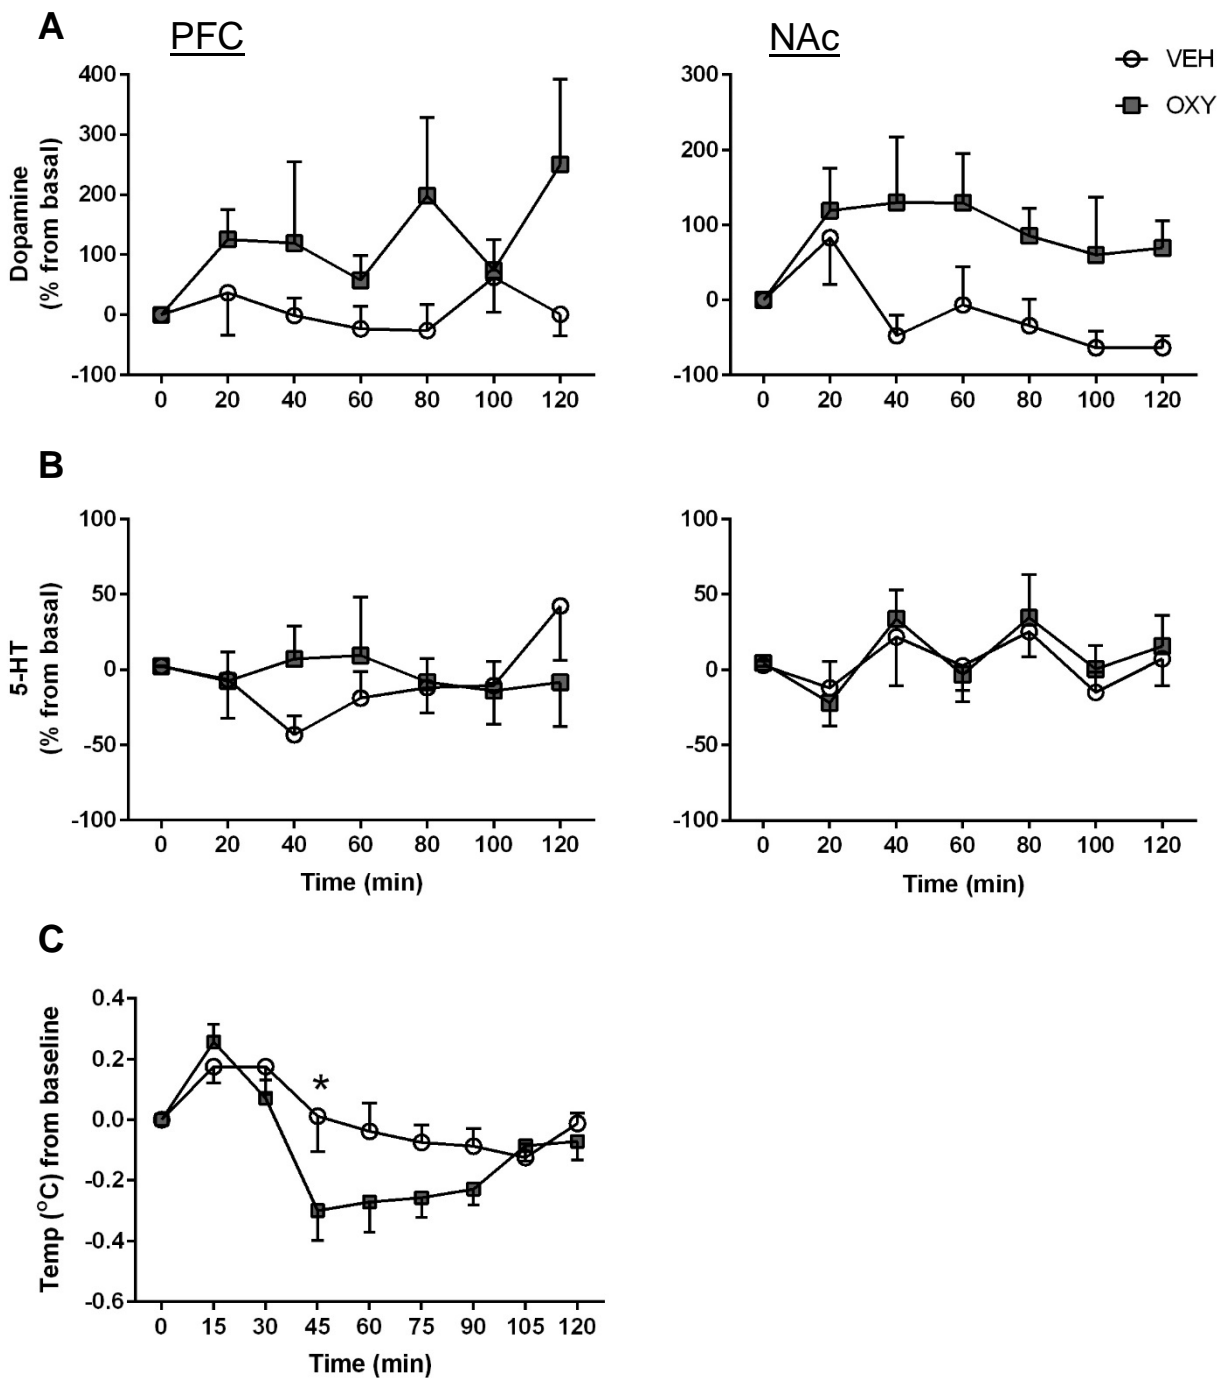 A
PFC
NAc
VEH
OXY
Dopamine
(% from basal)
400
300
200
100
0
-100
0 20 40 60 80 100 120
300
200
100
0
-100
0 20 40 60 80 100 120
B
5-HT
(% from basal)
100
50
0
-50
-100
0 20 40 60 80 100 120
Time (min)
100
50
0
-50
-100
0 20 40 60 80 100 120
Time (min)
C
Temp (°C) from baseline
0.4
0.2
0.0
-0.2
-0.4
-0.6
*
0 15 30 45 60 75 90 105 120
Time (min)